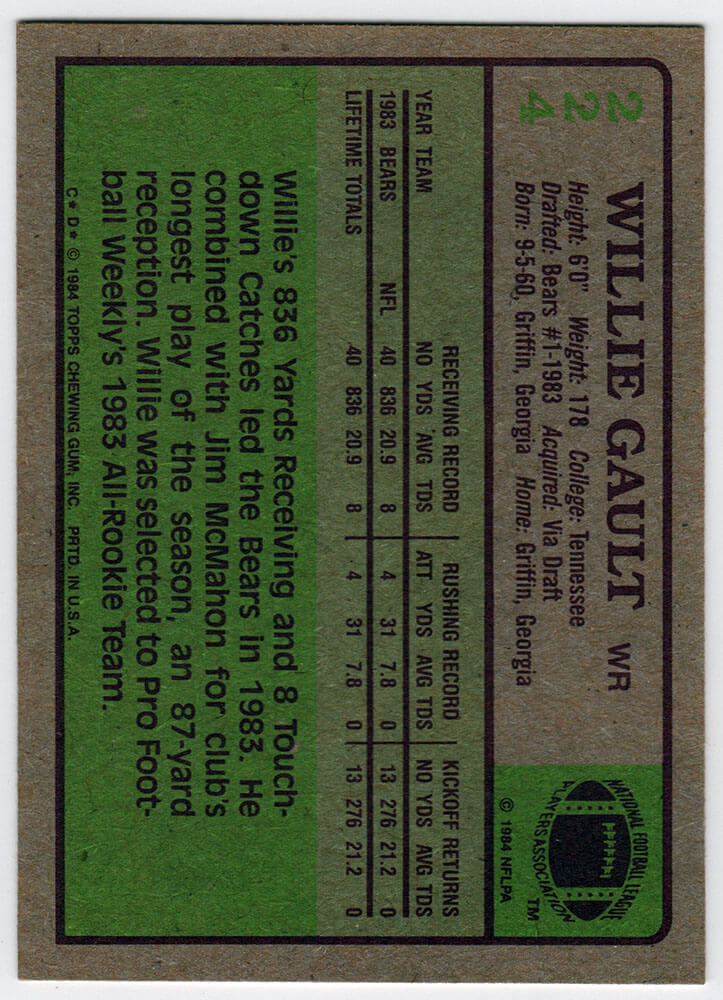 224
WILLIE GAULT WR
Height: 6'0" Weight: 178 College: Tennessee
Drafted: Bears #1-1983 Acquired: Via Draft
Born: 9-5-60, Griffin, Georgia Home: Griffin, Georgia
NATIONAL FOOTBALL LEAGUE
PLAYERS ASSOCIATION
TM
© 1984 NFLPA
RECEIVING RECORD RUSHING RECORD KICKOFF RETURNS
YEAR TEAM NO YDS AVG TDS ATT YDS AVG TDS NO YDS AVG TDS
1983 BEARS NFL 40 836 20.9 8 4 31 7.8 0 13 276 21.2 0
LIFETIME TOTALS 40 836 20.9 8 4 31 7.8 0 13 276 21.2 0
Willie's 836 Yards Receiving and 8 Touch-
down Catches led the Bears in 1983. He
combined with Jim McMahon for club's
longest play of the season, an 87-yard
reception. Willie was selected to Pro Foot-
ball Weekly's 1983 All-Rookie Team.
C* D* © 1984 TOPPS CHEWING GUM, INC. PRTD. IN U.S.A.